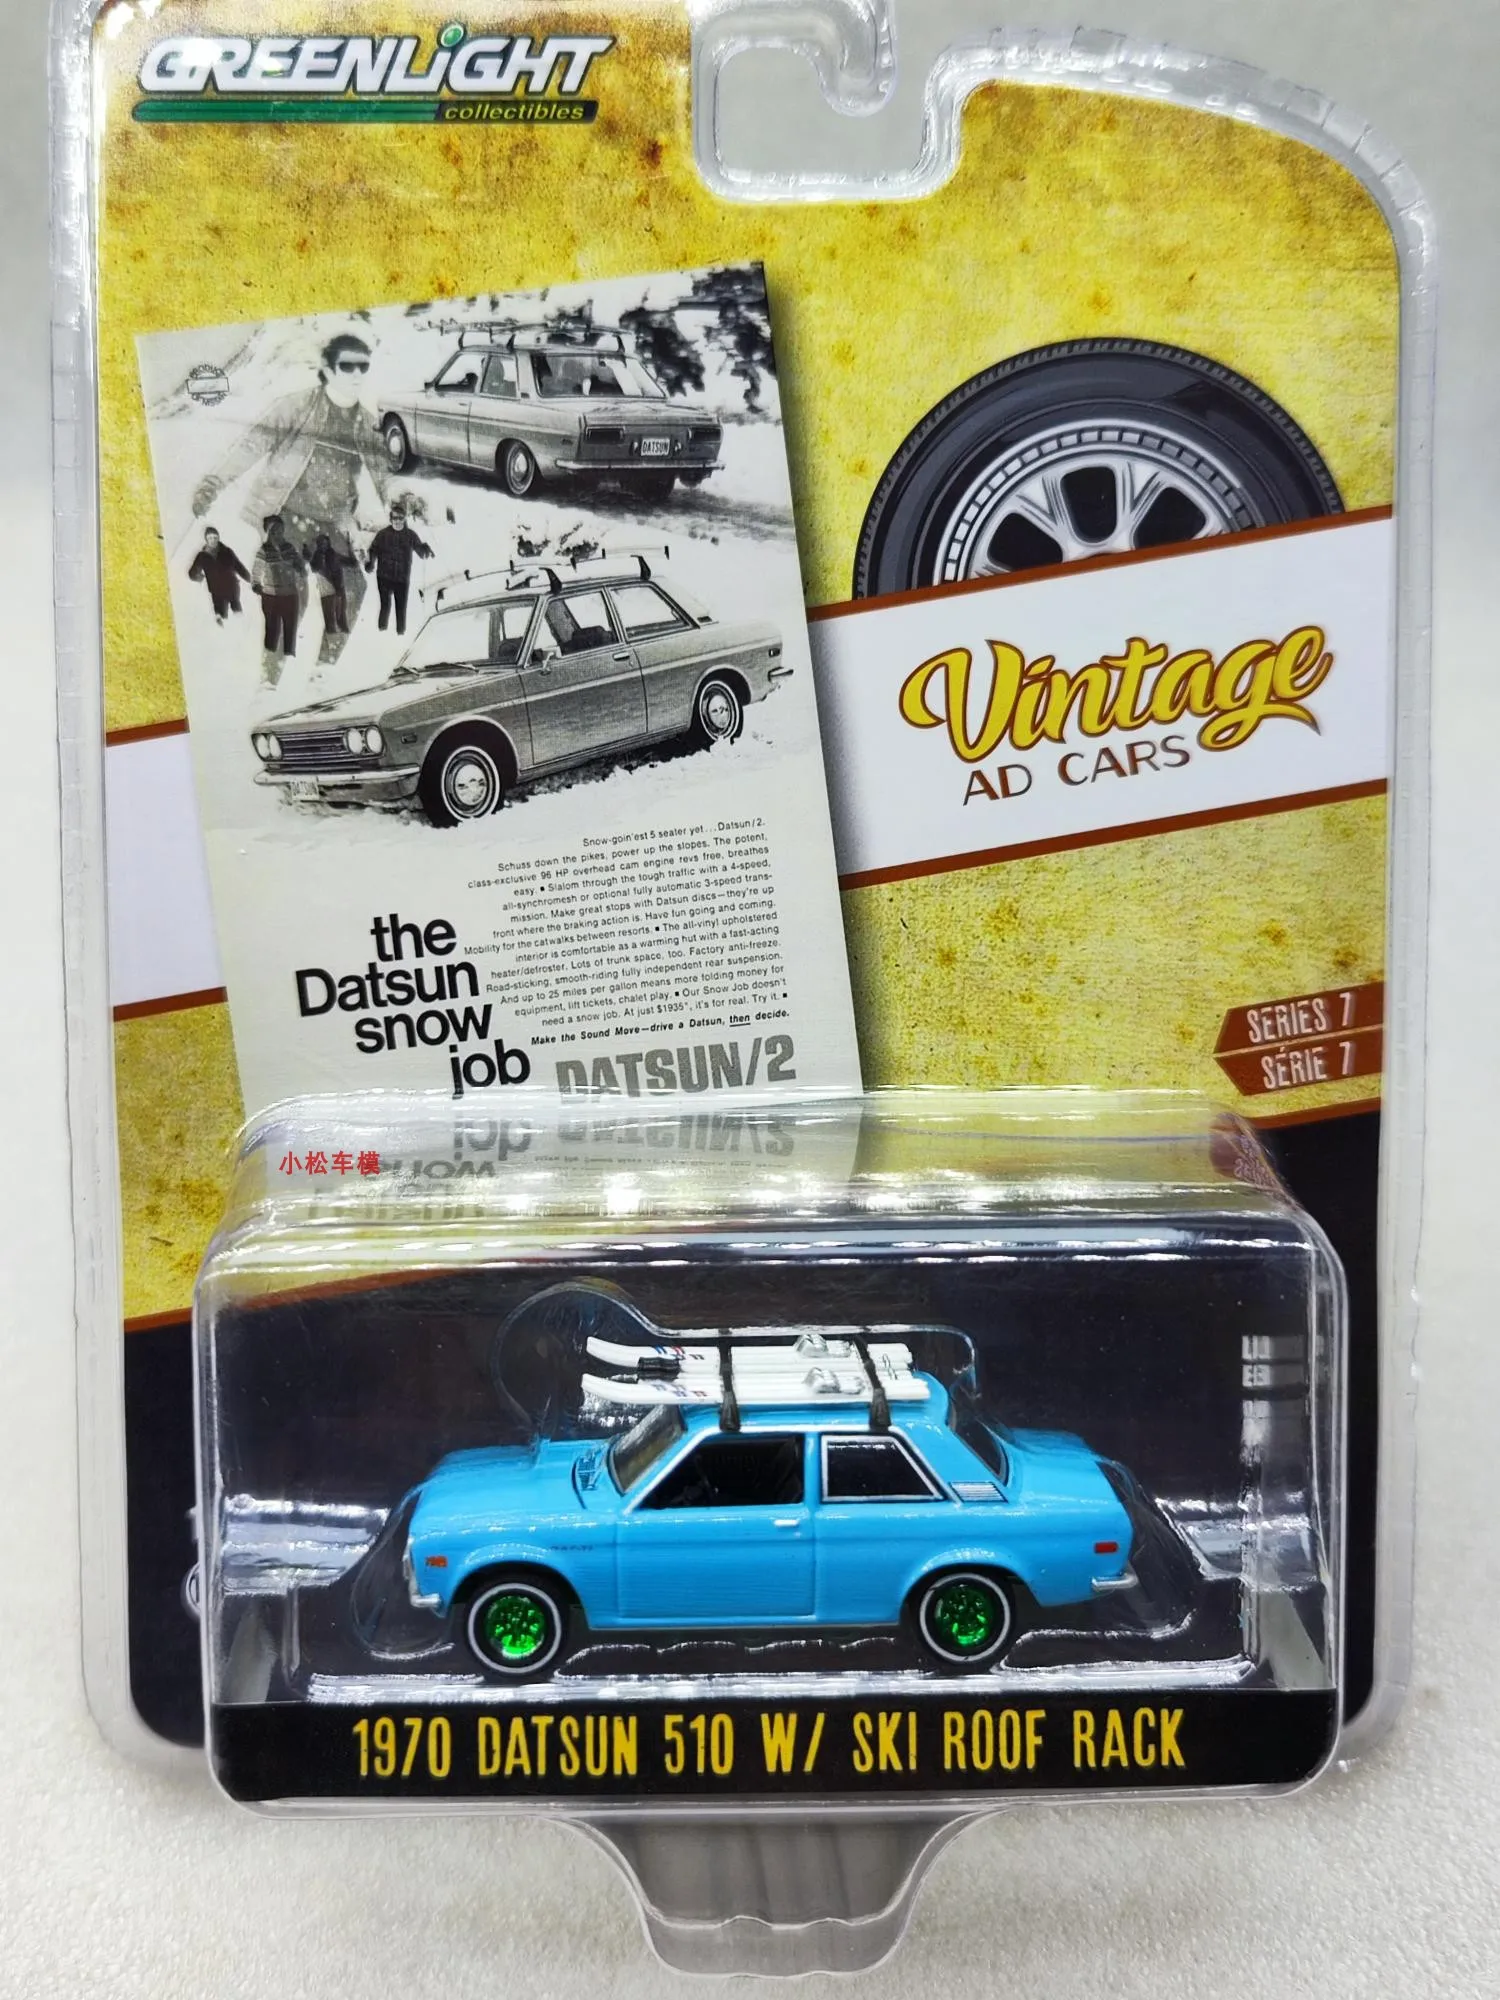 GREENLiGHT
collectibles
DATSUN
DATSUN
Snow-goin'est 5 seater yet...Datsun/2.
Schuss down the pikes, power up the slopes. The potent,
class-exclusive 96 HP overhead cam engine revs free, breathes
easy. ▪ Slalom through the tough traffic with a 4-speed,
all-synchromesh or optional fully automatic 3-speed trans-
mission. Make great stops with Datsun discs—they're up
front where the braking action is. Have fun going and coming.
Mobility for the catwalks between resorts. ▪ The all-vinyl upholstered
interior is comfortable as a warming hut with a fast-acting
heater/defroster. Lots of trunk space, too. Factory anti-freeze.
Road-sticking, smooth-riding fully independent rear suspension.
And up to 25 miles per gallon means more folding money for
equipment, lift tickets, chalet play. ▪ Our Snow Job doesn't
need a snow job. At just $1935*, it's for real. Try it. ▪
Make the Sound Move—drive a Datsun, then decide.
the
Datsun
snow
job
DATSUN/2
Vintage
AD CARS
SERIES 7
SÉRIE 7
小松车模
1970 DATSUN 510 W/ SKI ROOF RACK